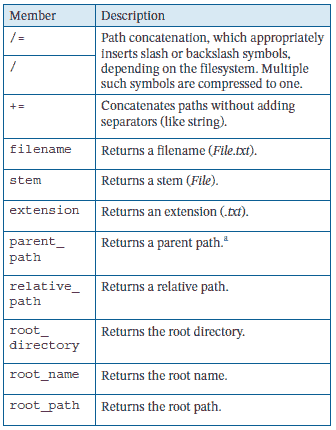 Member Description
/= Path concatenation, which appropriately
inserts slash or backslash symbols,
/ depending on the filesystem. Multiple
such symbols are compressed to one.
+= Concatenates paths without adding
separators (like string).
filename Returns a filename (File.txt).
stem Returns a stem (File).
extension Returns an extension (.txt).
parent_ Returns a parent path.a
path
relative_ Returns a relative path.
path
root_ Returns the root directory.
directory
root_name Returns the root name.
root_path Returns the root path.